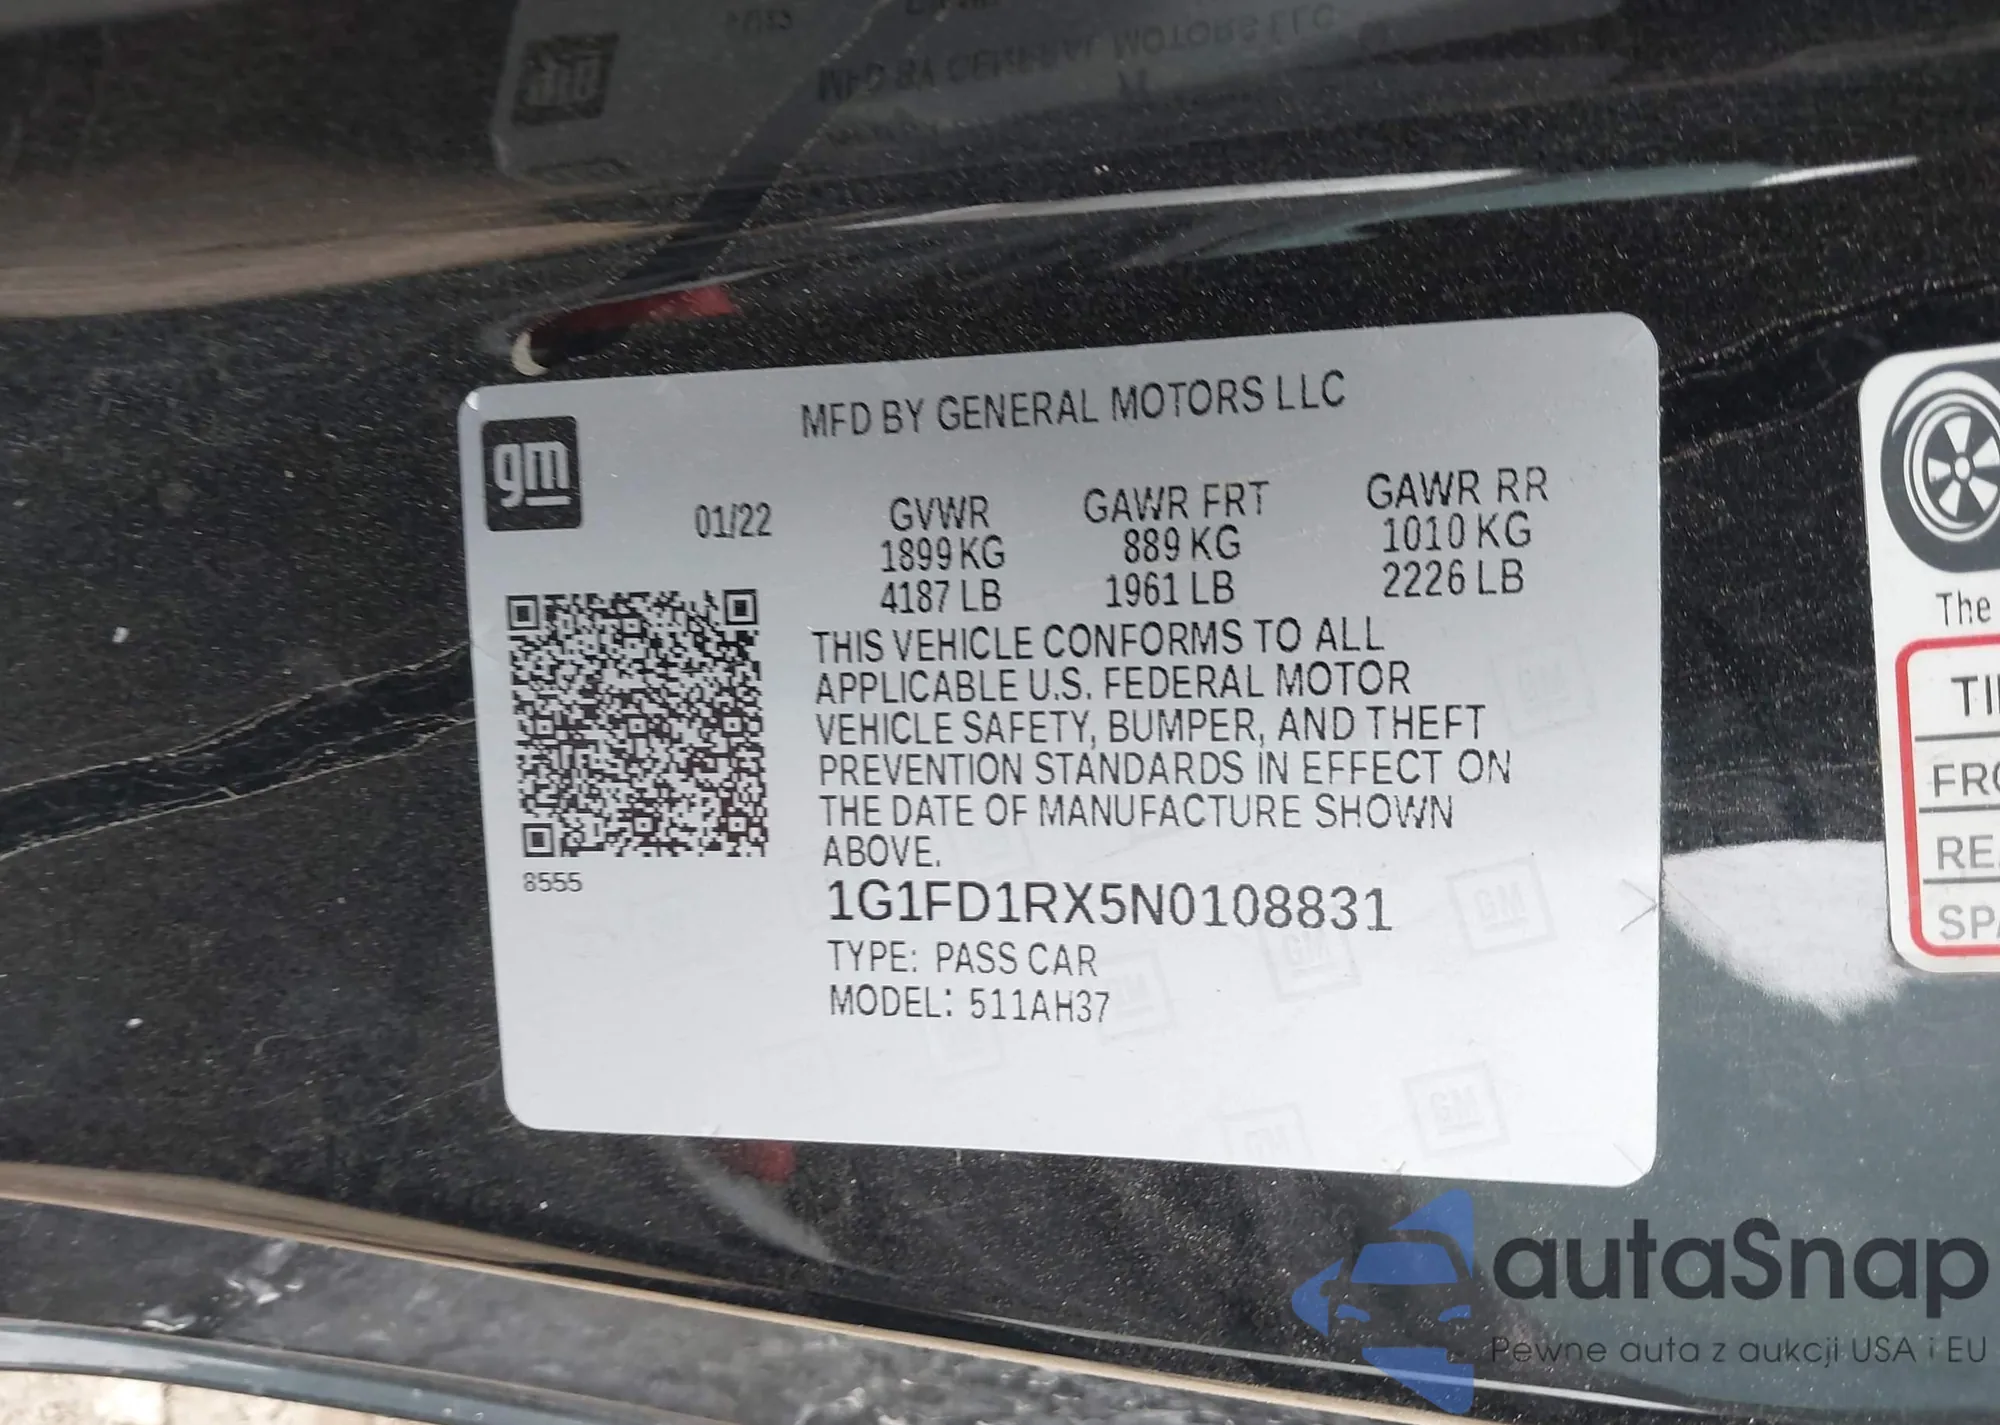 MFD BY GENERAL MOTORS LLC
gm
01/22
GVWR GAWR FRT GAWR RR
1899 KG 889 KG 1010 KG
4187 LB 1961 LB 2226 LB
THIS VEHICLE CONFORMS TO ALL
APPLICABLE U.S. FEDERAL MOTOR
VEHICLE SAFETY, BUMPER, AND THEFT
PREVENTION STANDARDS IN EFFECT ON
THE DATE OF MANUFACTURE SHOWN
ABOVE.
8555
1G1FD1RX5N0108831
TYPE: PASS CAR
MODEL: 511AH37
The
autaSnap
Pewne auta z aukcji USA i EU